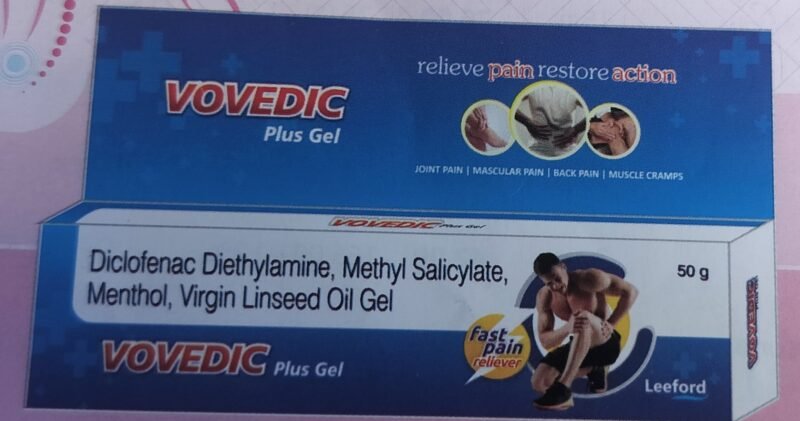 VOVEDIC
Plus Gel
relieve pain restore action
JOINT PAIN | MASCULAR PAIN | BACK PAIN | MUSCLE CRAMPS
VOVEDIC Plus Gel
Diclofenac Diethylamine, Methyl Salicylate,
Menthol, Virgin Linseed Oil Gel
50 g
VOVEDIC Plus Gel
fast
pain
reliever
Leeford
VOVEDIC